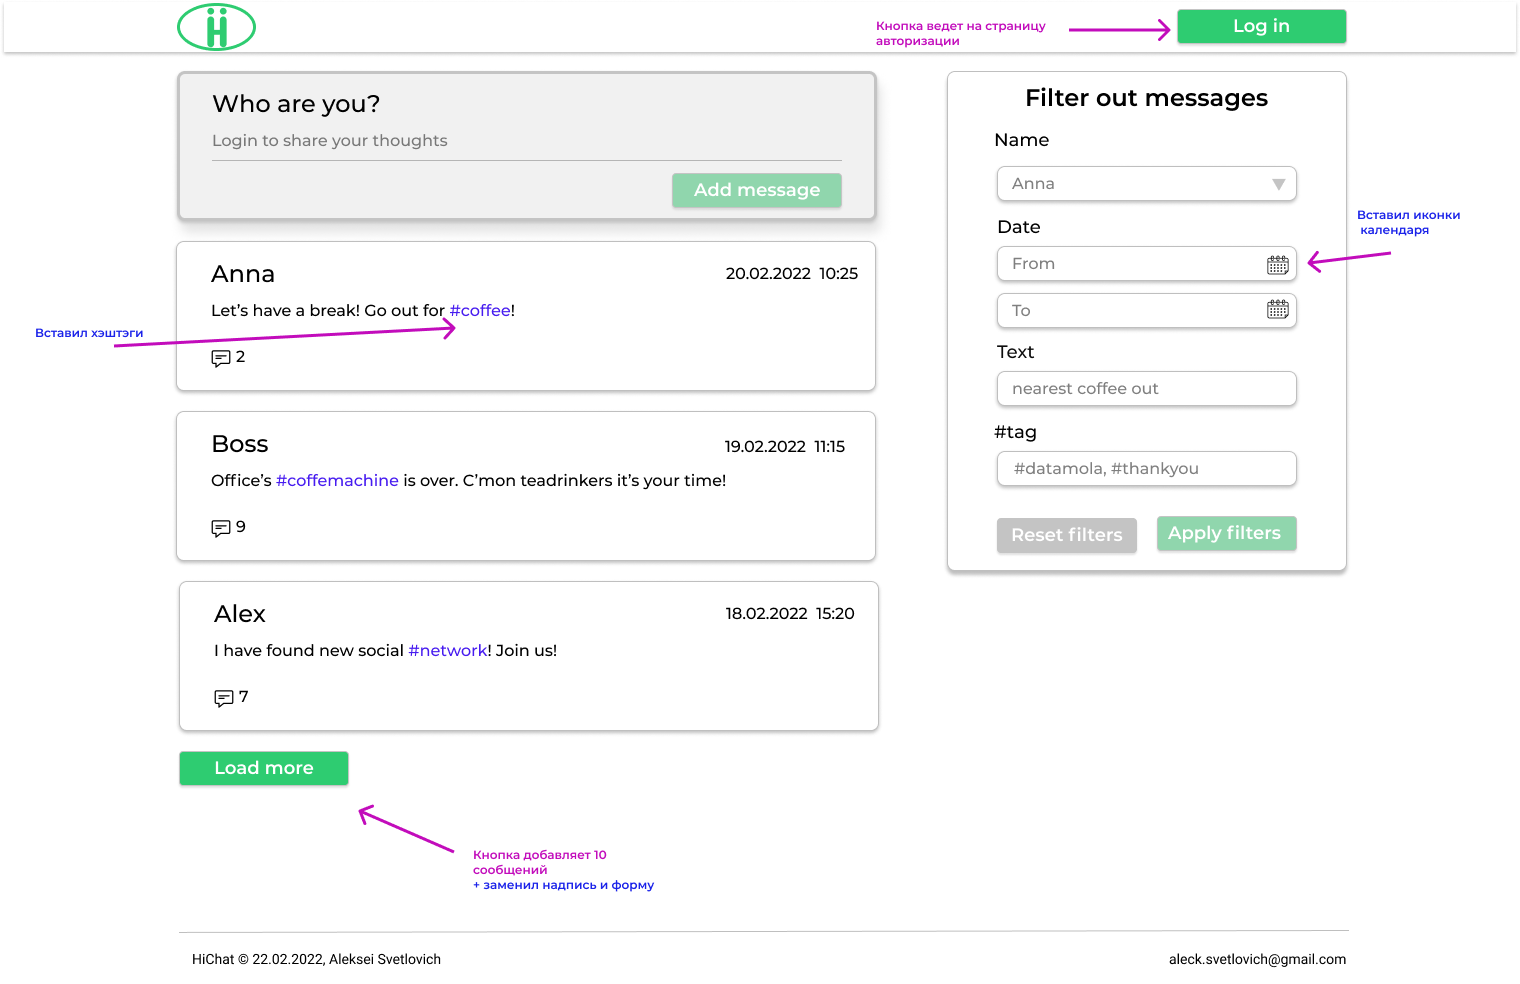 Кнопка ведет на страницу
авторизации
Log in
Who are you?
Login to share your thoughts
Add message
Anna
20.02.2022 10:25
Let's have a break! Go out for #coffee!
2
Вставил хэштэги
Boss
19.02.2022 11:15
Office's #coffemachine is over. C'mon teadrinkers it's your time!
9
Alex
18.02.2022 15:20
I have found new social #network! Join us!
7
Load more
Кнопка добавляет 10
сообщений
+ заменил надпись и форму
Filter out messages
Name
Anna
Date
From
To
Text
nearest coffee out
#tag
#datamola, #thankyou
Reset filters
Apply filters
Вставил иконки
календаря
HiChat © 22.02.2022, Aleksei Svetlovich
aleck.svetlovich@gmail.com